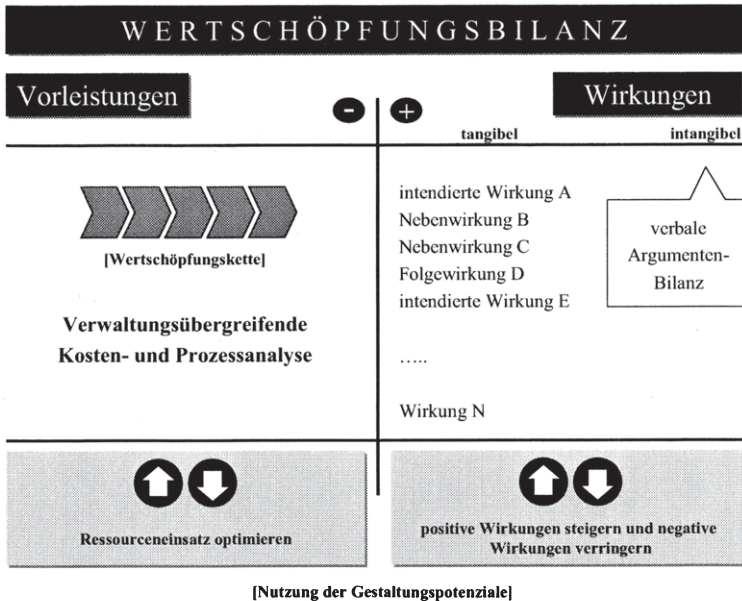 WERTSCHÖPFUNGSBILANZ
Vorleistungen
Wirkungen
- +
tangibel
intangibel
[Wertschöpfungskette]
Verwaltungsübergreifende
Kosten- und Prozessanalyse
intendierte Wirkung A
Nebenwirkung B
Nebenwirkung C
Folgewirkung D
intendierte Wirkung E
.....
Wirkung N
verbale
Argumenten-
Bilanz
Ressourceneinsatz optimieren
positive Wirkungen steigern und negative
Wirkungen verringern
[Nutzung der Gestaltungspotenziale]